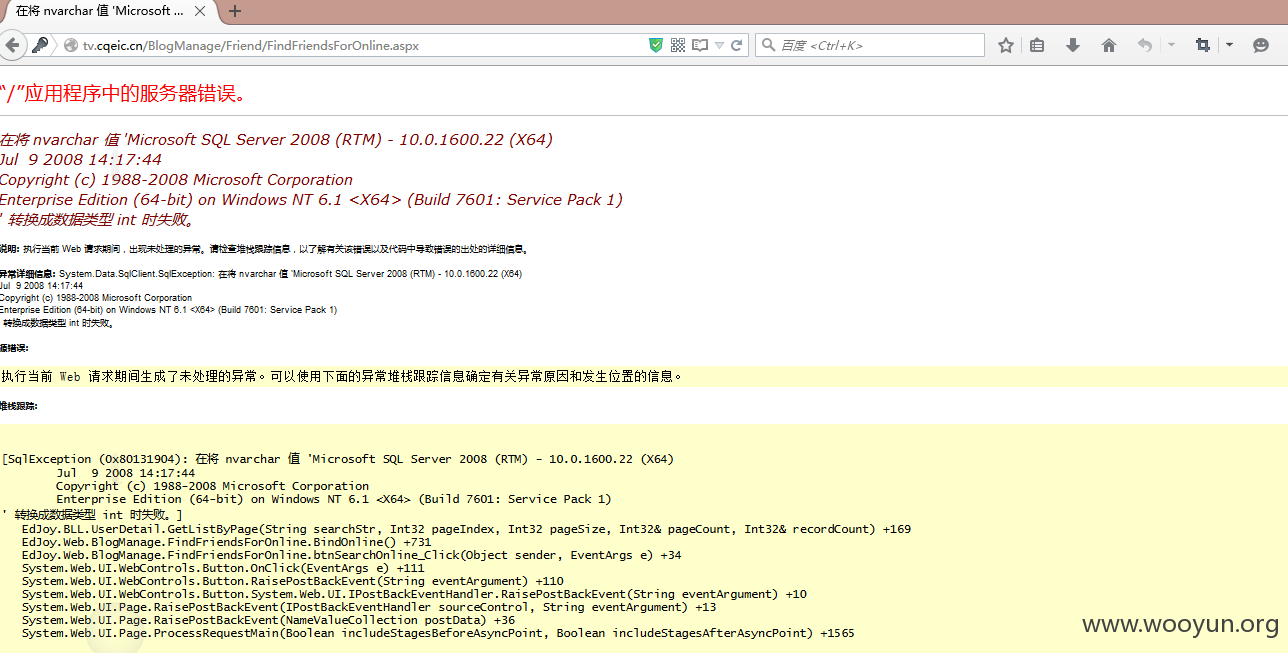 在将 nvarchar 值 'Microsoft ...
tv.cqeic.cn/BlogManage/Friend/FindFriendsForOnline.aspx
百度 <Ctrl+K>
“/”应用程序中的服务器错误。
在将 nvarchar 值 'Microsoft SQL Server 2008 (RTM) - 10.0.1600.22 (X64)
Jul 9 2008 14:17:44
Copyright (c) 1988-2008 Microsoft Corporation
Enterprise Edition (64-bit) on Windows NT 6.1 <X64> (Build 7601: Service Pack 1)
' 转换成数据类型 int 时失败。
说明: 执行当前 Web 请求期间，出现未处理的异常。请检查堆栈跟踪信息，以了解有关该错误以及代码中导致错误的出处的详细信息。
异常详细信息: System.Data.SqlClient.SqlException: 在将 nvarchar 值 'Microsoft SQL Server 2008 (RTM) - 10.0.1600.22 (X64)
Jul 9 2008 14:17:44
Copyright (c) 1988-2008 Microsoft Corporation
Enterprise Edition (64-bit) on Windows NT 6.1 <X64> (Build 7601: Service Pack 1)
' 转换成数据类型 int 时失败。
源错误:
执行当前 Web 请求期间生成了未处理的异常。可以使用下面的异常堆栈跟踪信息确定有关异常原因和发生位置的信息。
堆栈跟踪:
[SqlException (0x80131904): 在将 nvarchar 值 'Microsoft SQL Server 2008 (RTM) - 10.0.1600.22 (X64)
Jul 9 2008 14:17:44
Copyright (c) 1988-2008 Microsoft Corporation
Enterprise Edition (64-bit) on Windows NT 6.1 <X64> (Build 7601: Service Pack 1)
' 转换成数据类型 int 时失败。]
EdJoy.BLL.UserDetail.GetListByPage(String searchStr, Int32 pageIndex, Int32 pageSize, Int32& pageCount, Int32& recordCount) +169
EdJoy.Web.BlogManage.FindFriendsForOnline.BindOnline() +731
EdJoy.Web.BlogManage.FindFriendsForOnline.btnSearchOnline_Click(Object sender, EventArgs e) +34
System.Web.UI.WebControls.Button.OnClick(EventArgs e) +111
System.Web.UI.WebControls.Button.RaisePostBackEvent(String eventArgument) +110
System.Web.UI.WebControls.Button.System.Web.UI.IPostBackEventHandler.RaisePostBackEvent(String eventArgument) +10
System.Web.UI.Page.RaisePostBackEvent(IPostBackEventHandler sourceControl, String eventArgument) +13
System.Web.UI.Page.RaisePostBackEvent(NameValueCollection postData) +36
System.Web.UI.Page.ProcessRequestMain(Boolean includeStagesBeforeAsyncPoint, Boolean includeStagesAfterAsyncPoint) +1565
www.wooyun.org